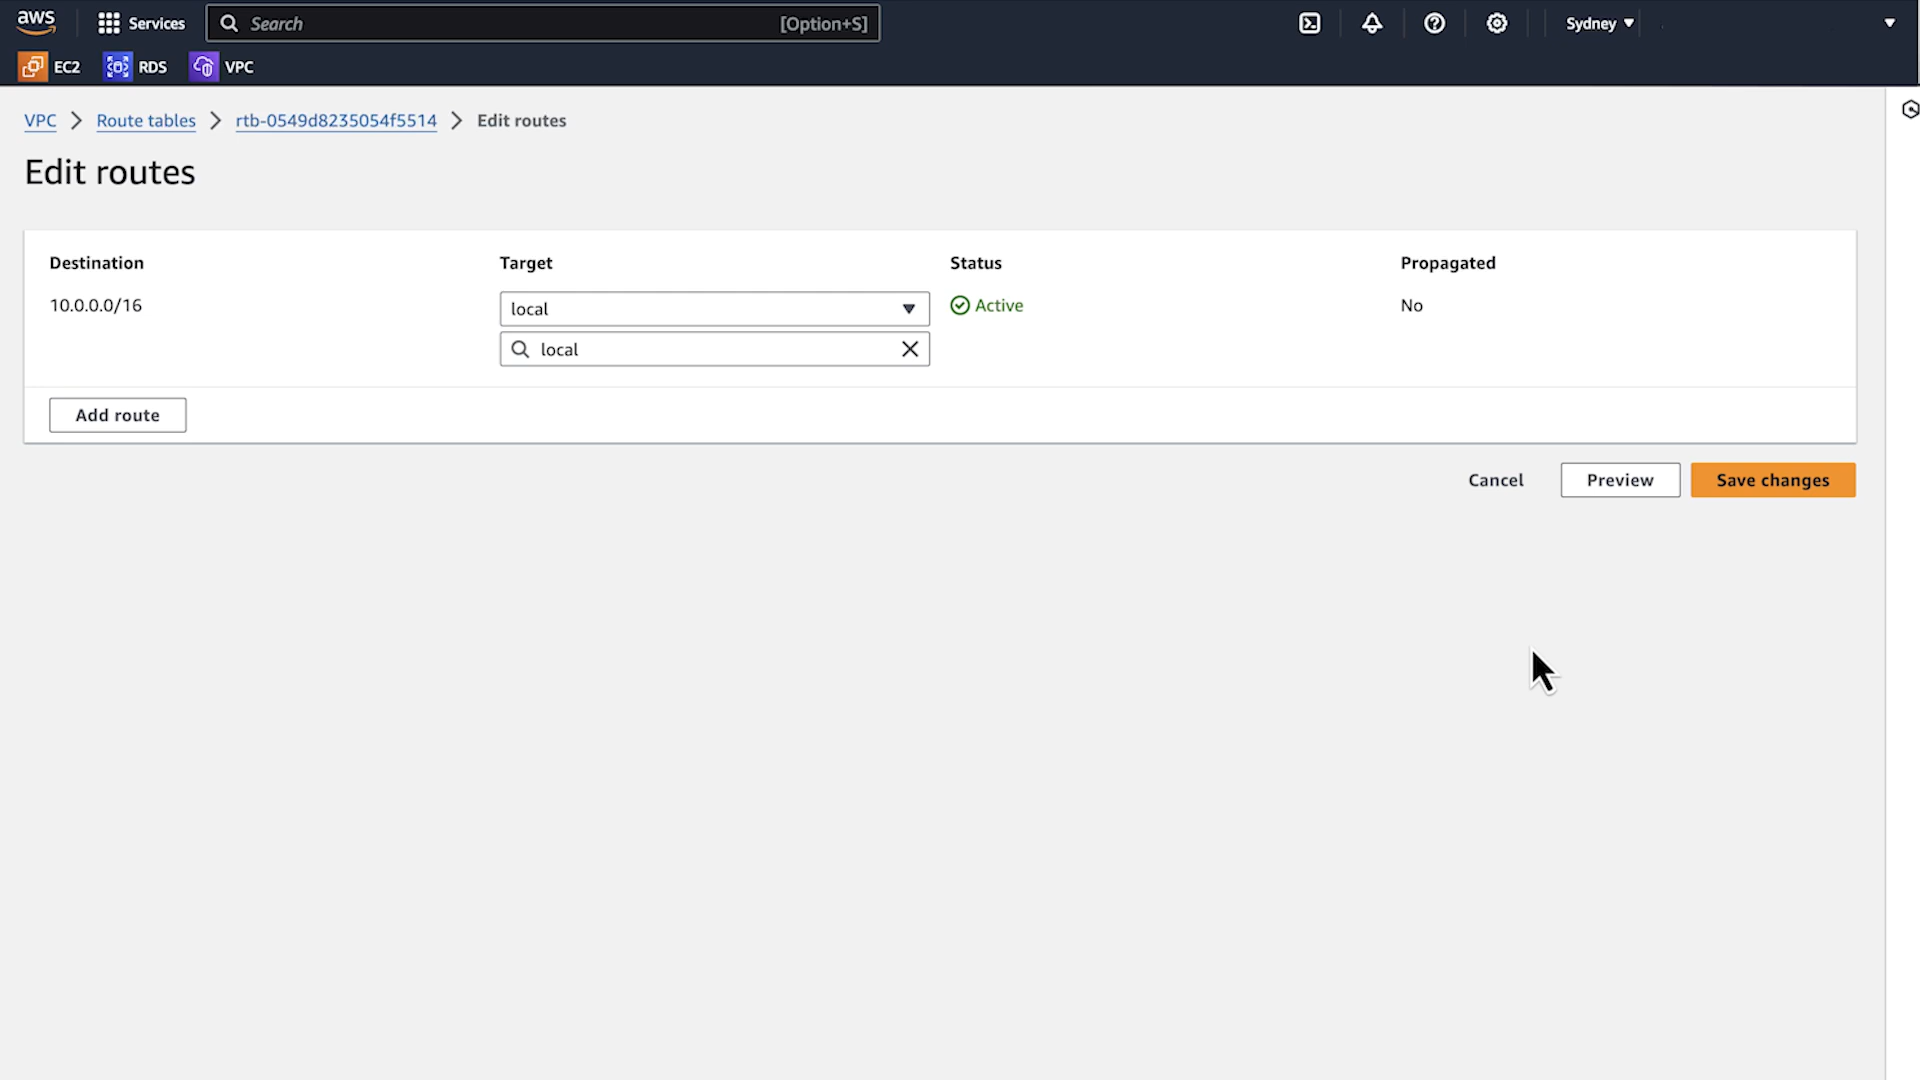 aws Services Search [Option+S] Sydney
EC2 RDS VPC
VPC Route tables rtb-0549d8235054f5514 Edit routes
Edit routes
Destination Target Status Propagated
10.0.0.0/16 local Active No
local
Add route
Cancel Preview Save changes